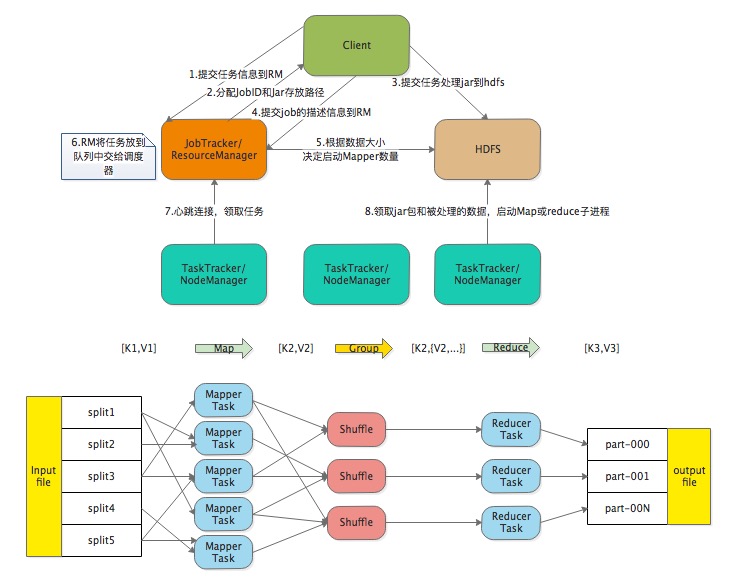 Client
1.提交任务信息到RM
2.分配JobID和Jar存放路径
3.提交任务处理jar到hdfs
4.提交job的描述信息到RM
6.RM将任务放到
队列中交给调度
器
JobTracker/
ResourceManager
5.根据数据大小
决定启动Mapper数量
HDFS
7.心跳连接，领取任务
8.领取jar包和被处理的数据，启动Map或reduce子进程
TaskTracker/
NodeManager
TaskTracker/
NodeManager
TaskTracker/
NodeManager
[K1,V1]
Map
[K2,V2]
Group
[K2,{V2,...}]
Reduce
[K3,V3]
Input
file
split1
split2
split3
split4
split5
Mapper
Task
Mapper
Task
Mapper
Task
Mapper
Task
Mapper
Task
Shuffle
Shuffle
Shuffle
Reducer
Task
Reducer
Task
Reducer
Task
part-000
part-001
part-00N
output
file